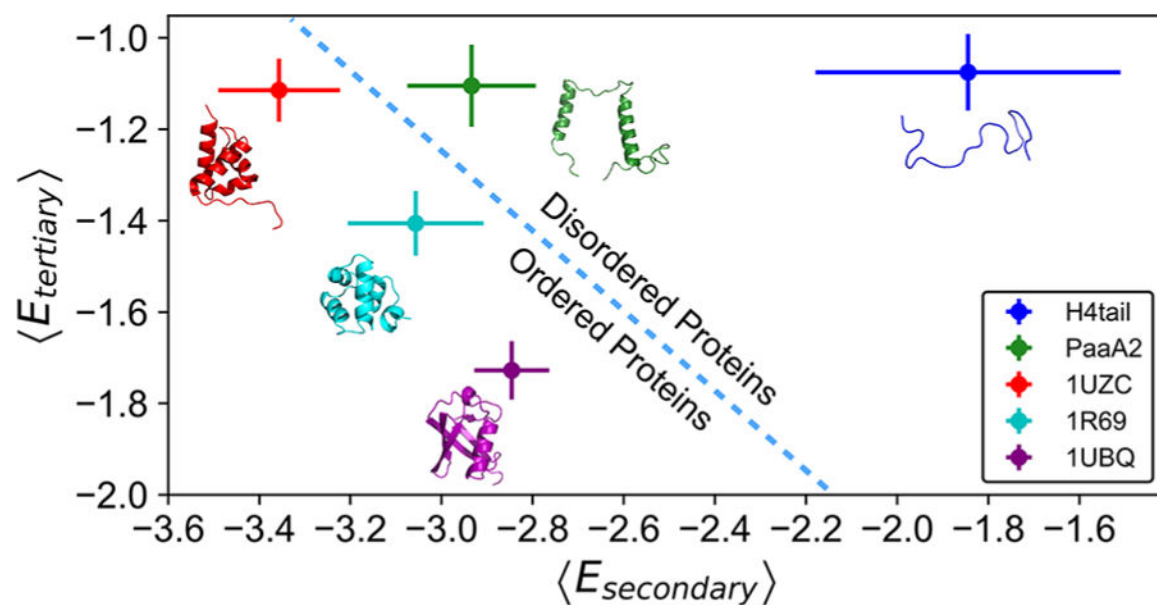 −1.0
−1.2
−1.4
−1.6
−1.8
−2.0
⟨E_tertiary⟩
Disordered Proteins
Ordered Proteins
H4tail
PaaA2
1UZC
1R69
1UBQ
−3.6 −3.4 −3.2 −3.0 −2.8 −2.6 −2.4 −2.2 −2.0 −1.8 −1.6
⟨E_secondary⟩